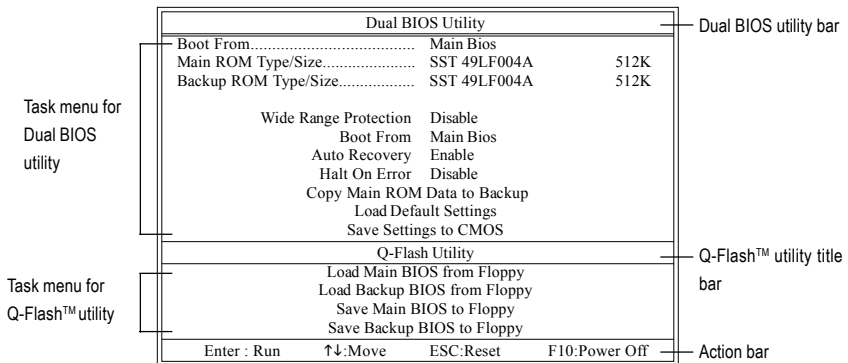 Dual BIOS Utility
Dual BIOS utility bar
Boot From..................................... Main Bios
Main ROM Type/Size..................... SST 49LF004A 512K
Backup ROM Type/Size.................. SST 49LF004A 512K
Task menu for
Dual BIOS
utility
Wide Range Protection Disable
Boot From Main Bios
Auto Recovery Enable
Halt On Error Disable
Copy Main ROM Data to Backup
Load Default Settings
Save Settings to CMOS
Q-Flash Utility
Q-Flash™ utility title
bar
Task menu for
Q-Flash™ utility
Load Main BIOS from Floppy
Load Backup BIOS from Floppy
Save Main BIOS to Floppy
Save Backup BIOS to Floppy
Enter : Run ↑↓:Move ESC:Reset F10:Power Off
Action bar